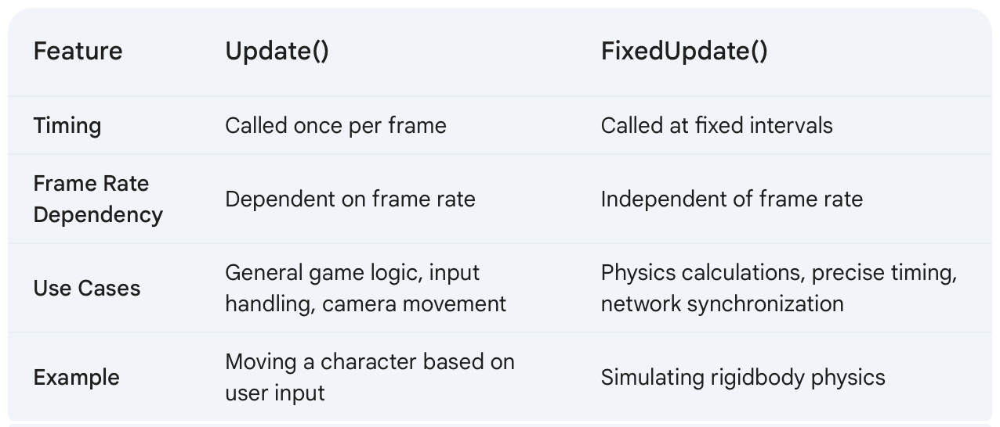 Feature Update() FixedUpdate()
Timing Called once per frame Called at fixed intervals
Frame Rate
Dependency Dependent on frame rate Independent of frame rate
Use Cases General game logic, input
handling, camera movement Physics calculations, precise timing,
network synchronization
Example Moving a character based on
user input Simulating rigidbody physics